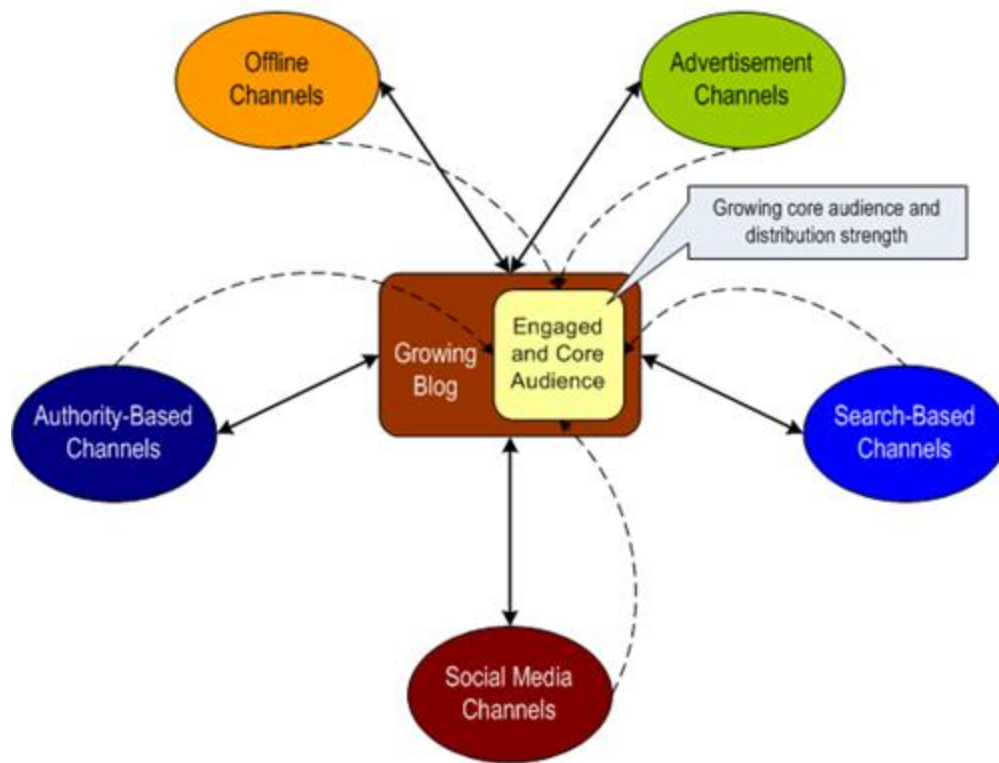 Offline
Channels
Advertisement
Channels
Growing core audience and
distribution strength
Growing
Blog
Engaged
and Core
Audience
Authority-Based
Channels
Search-Based
Channels
Social Media
Channels